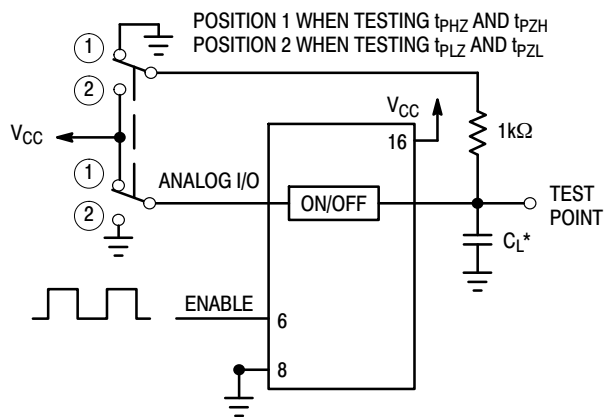 POSITION 1 WHEN TESTING tPHZ AND tPZH
POSITION 2 WHEN TESTING tPLZ AND tPZL
1
2
VCC
1
2
ANALOG I/O
ON/OFF
VCC
16
1kΩ
TEST
POINT
CL*
ENABLE
6
8